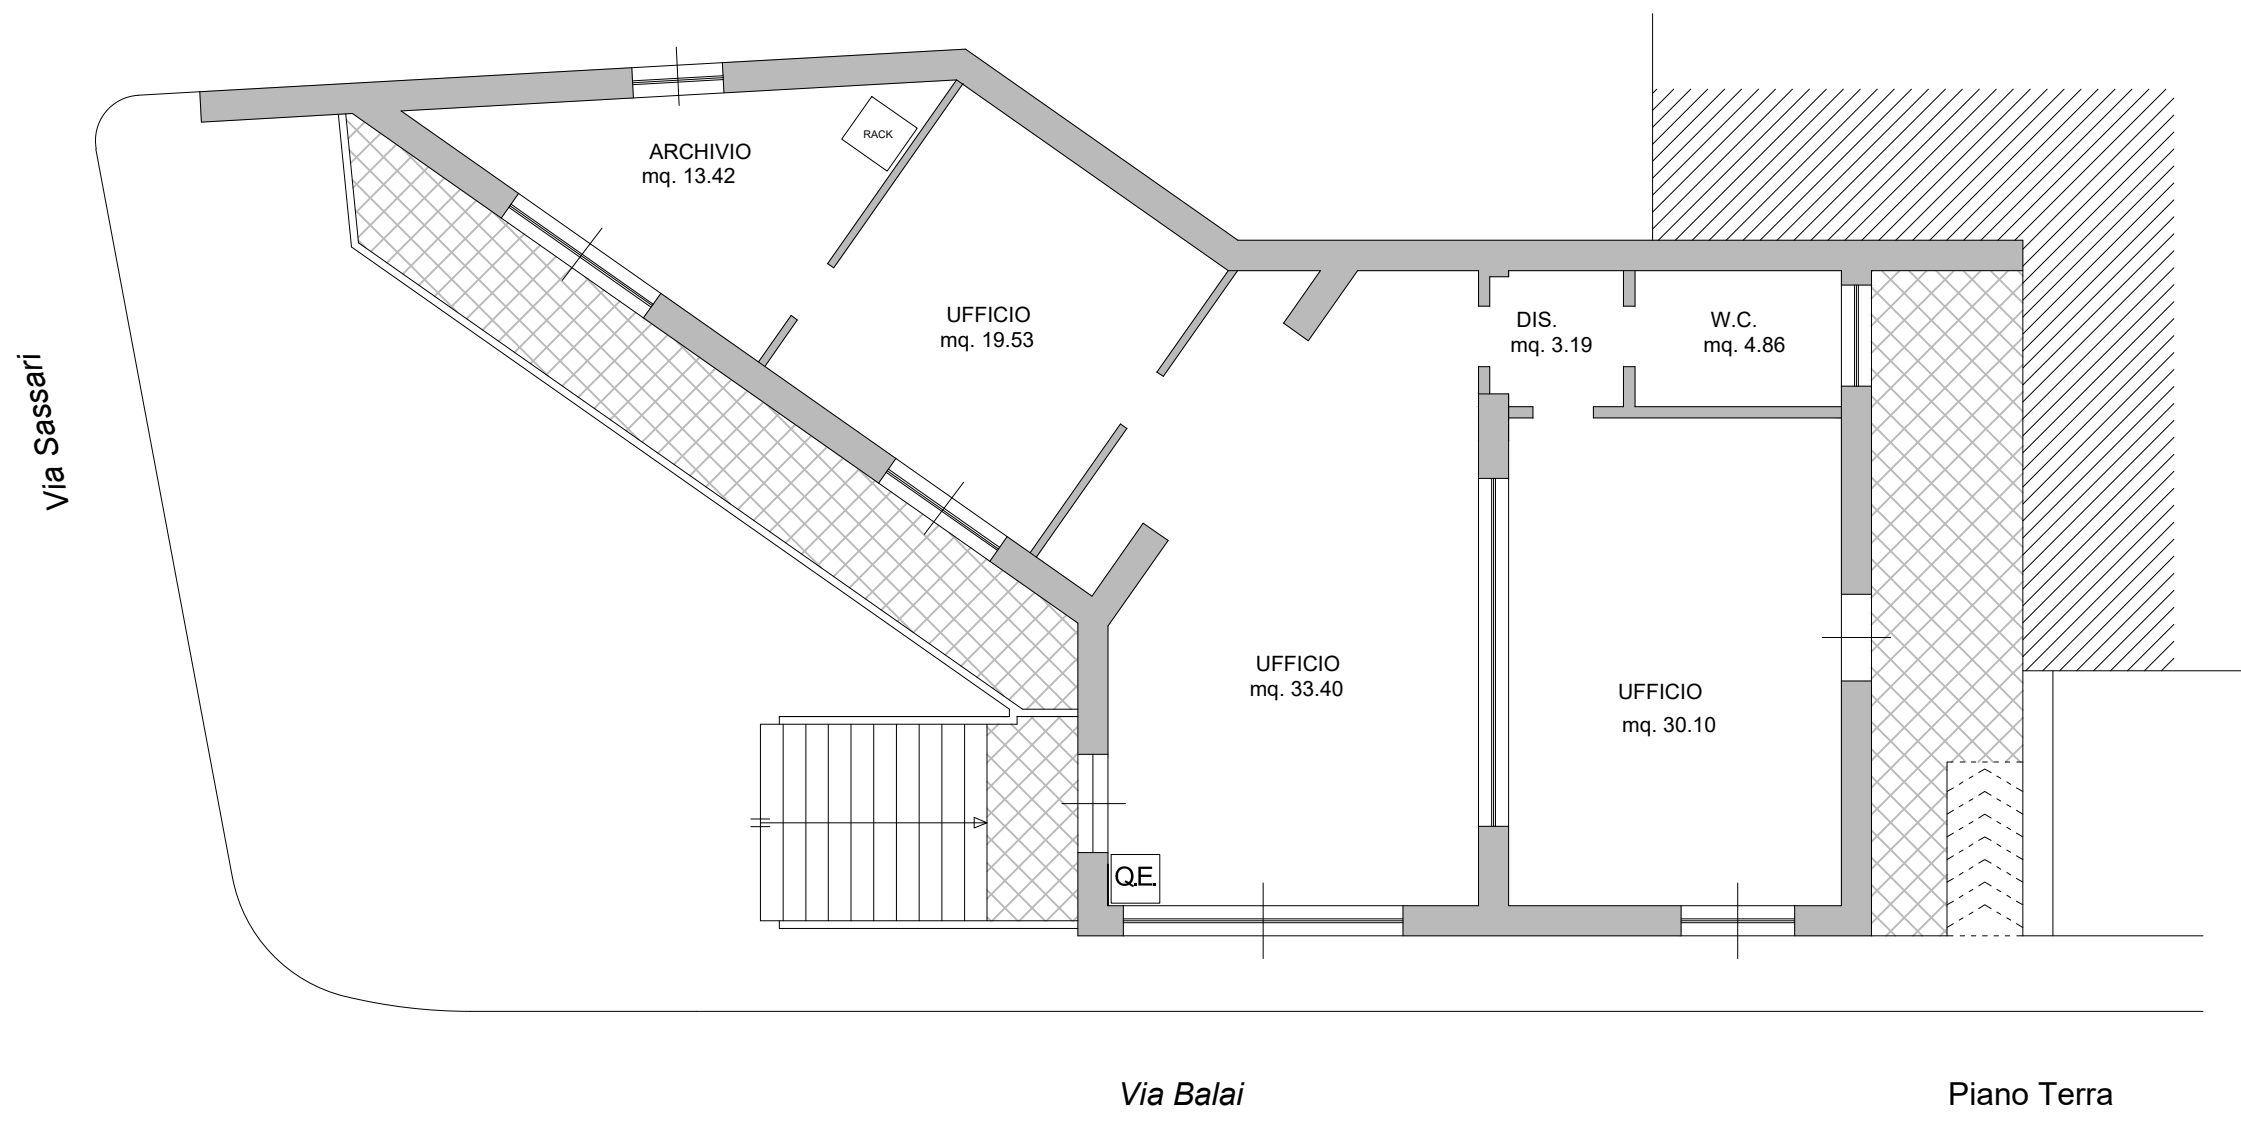 ARCHIVIO
mq. 13.42
RACK
UFFICIO
mq. 19.53
DIS.
mq. 3.19
W.C.
mq. 4.86
Via Sassari
UFFICIO
mq. 33.40
UFFICIO
mq. 30.10
Q.E.
Via Balai
Piano Terra